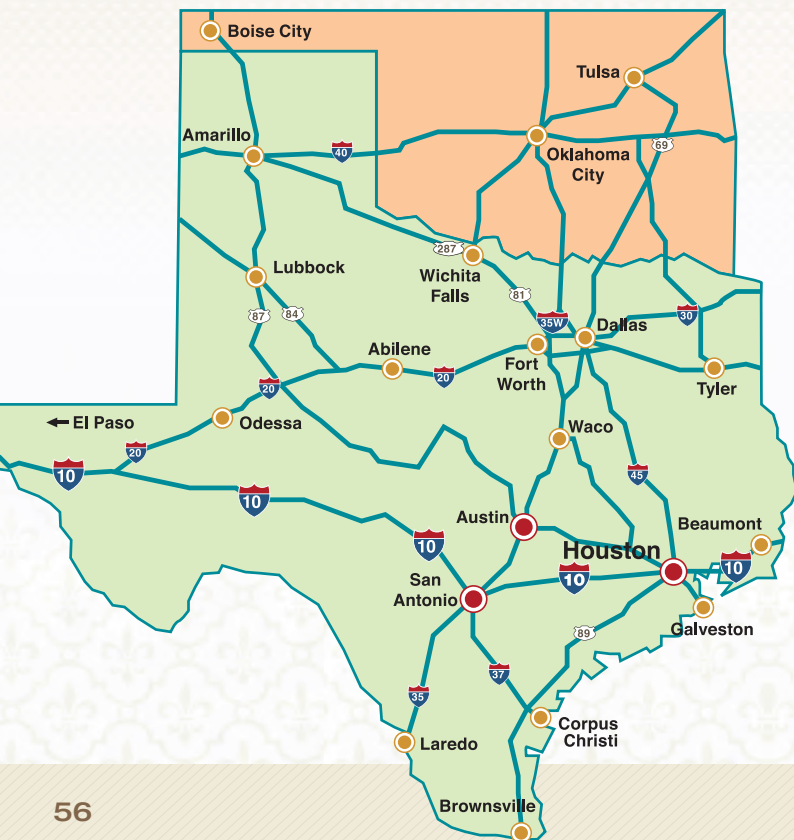 Boise City
Tulsa
Amarillo
40
Oklahoma
City
69
287
Wichita
Falls
Lubbock
81
87
84
35W
Dallas
30
Abilene
Fort
Worth
20
20
Tyler
El Paso
Odessa
Waco
20
10
10
45
Austin
Beaumont
10
Houston
10
10
San
Antonio
89
Galveston
37
35
Laredo
Corpus
Christi
Brownsville
56